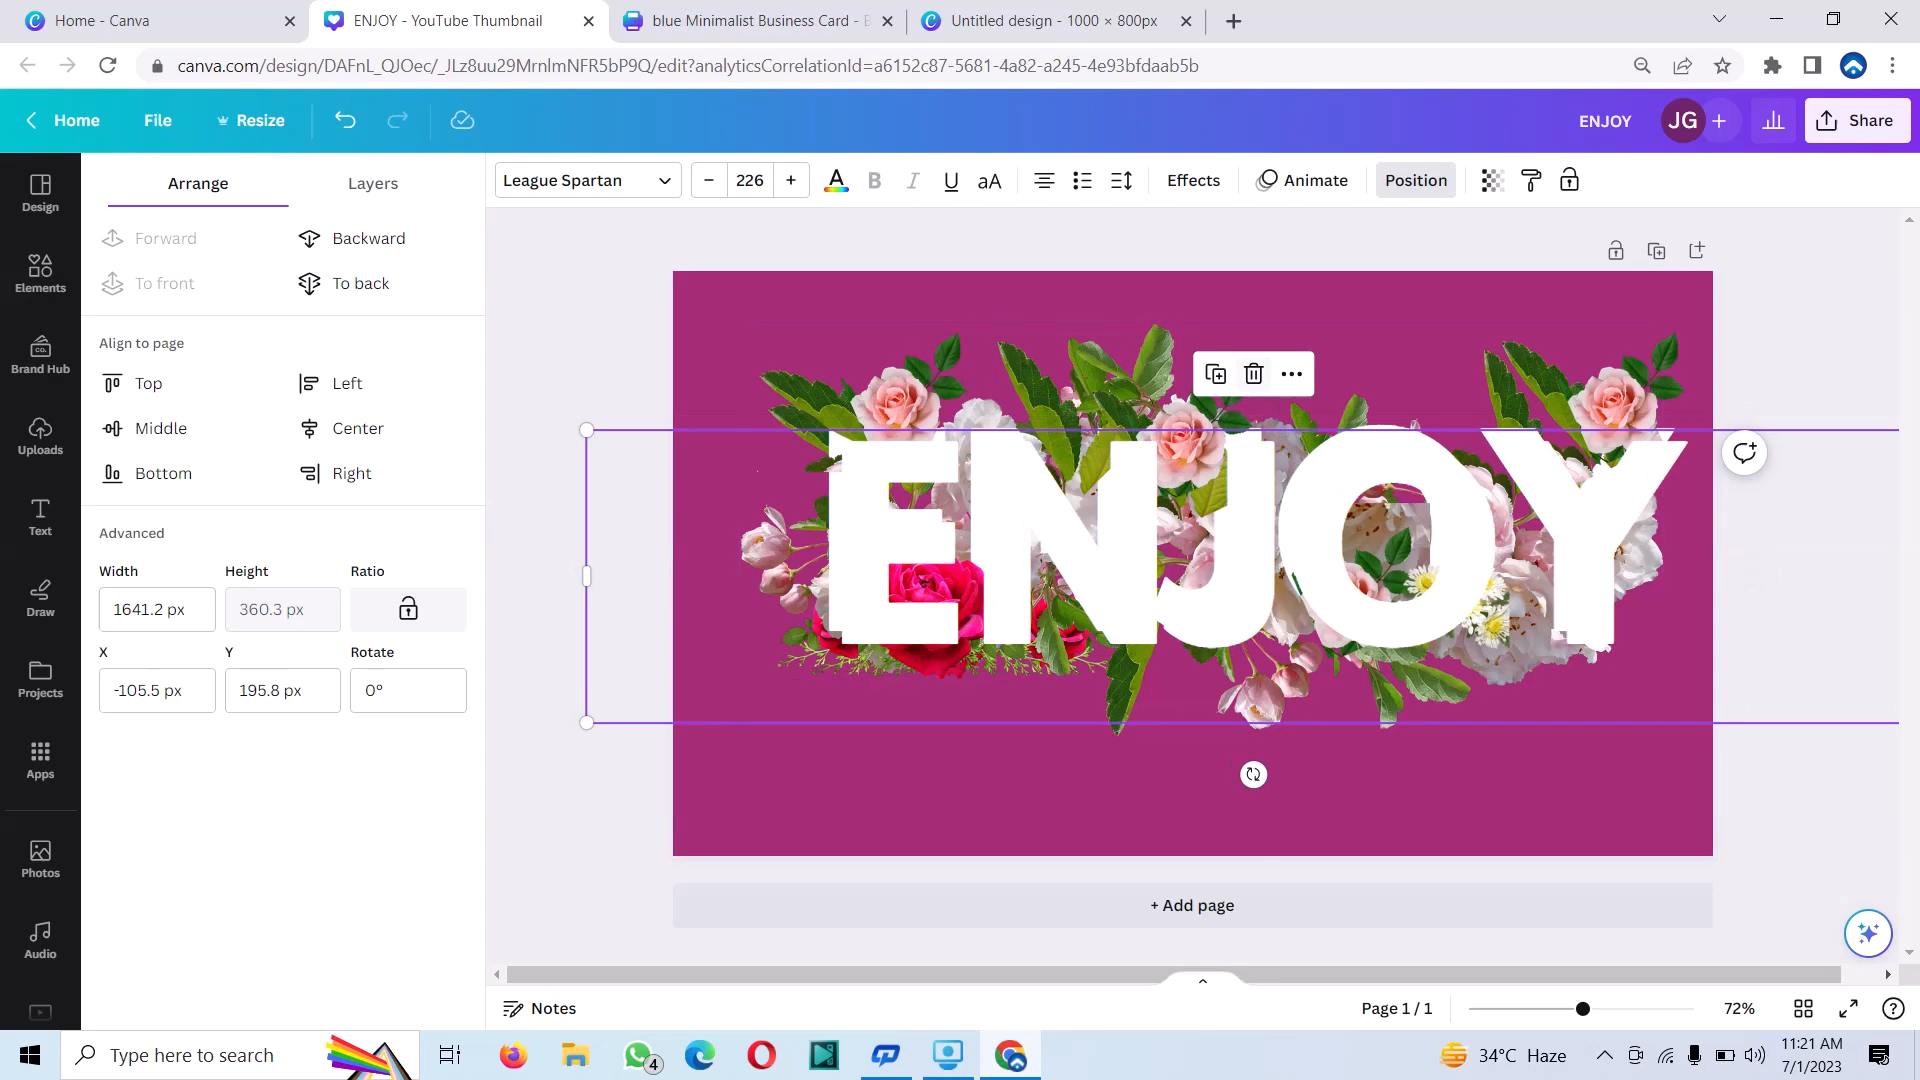 Home - Canva
ENJOY - YouTube Thumbnail
blue Minimalist Business Card - B
Untitled design - 1000 × 800px
canva.com/design/DAFnL_QJOec/_JLz8uu29MrnlmNFR5bP9Q/edit?analyticsCorrelationId=a6152c87-5681-4a82-a245-4e93bfdaab5b
Home
File
Resize
ENJOY
JG
Share
Design
Elements
Brand Hub
CO.
Uploads
Text
Draw
Projects
Apps
Photos
Audio
Arrange
Layers
Forward
Backward
To front
To back
Align to page
Top
Left
Middle
Center
Bottom
Right
Advanced
Width
Height
Ratio
1641.2 px
360.3 px
X
Y
Rotate
-105.5 px
195.8 px
0°
League Spartan
226
A
B
I
U
aA
Effects
Animate
Position
ENJOY
+ Add page
Notes
Page 1 / 1
72%
Type here to search
4
34°C Haze
11:21 AM
7/1/2023